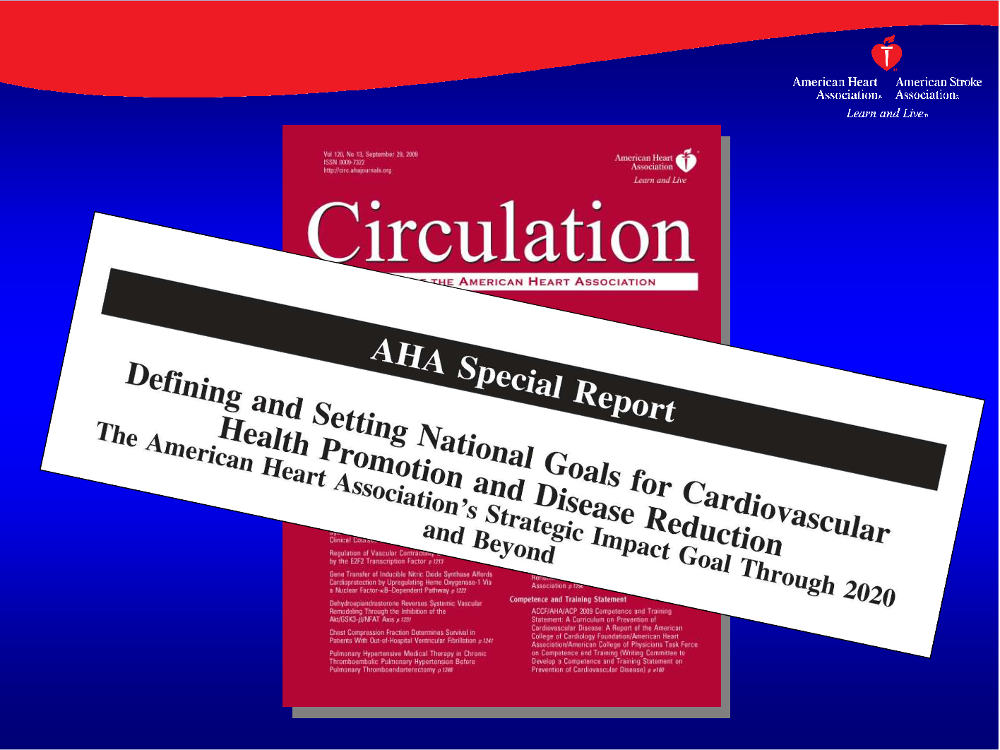 American Heart Association®
American Stroke Association®
Learn and Live®
Vol 120, No 13, September 29, 2009
ISSN 0009-7322
http://circ.ahajournals.org
American Heart
Association
Learn and Live
Circulation
THE AMERICAN HEART ASSOCIATION
AHA Special Report
Defining and Setting National Goals for Cardiovascular
Health Promotion and Disease Reduction
The American Heart Association’s Strategic Impact Goal Through 2020
and Beyond
Clinical
Regulation of Vascular
by the E2F2 Transcription Factor p 1213
Gene Transfer of Inducible Nitric Oxide Synthase Affords
Cardioprotection by Upregulating Heme Oxygenase-1 Via
a Nuclear Factor-κB–Dependent Pathway p 1222
Dehydroepiandrosterone Reverses Systemic Vascular
Remodeling Through the Inhibition of the
Akt/GSK3-β/NFAT Axis p 1231
Chest Compression Fraction Determines Survival in
Patients With Out-of-Hospital Ventricular Fibrillation p 1241
Pulmonary Hypertensive Medical Therapy in Chronic
Thromboembolic Pulmonary Hypertension Before
Pulmonary Thromboendarterectomy p 1248
Association p 1296
Competence and Training Statement
ACCF/AHA/ACP 2009 Competence and Training
Statement: A Curriculum on Prevention of
Cardiovascular Disease: A Report of the American
College of Cardiology Foundation/American Heart
Association/American College of Physicians Task Force
on Competence and Training (Writing Committee to
Develop a Competence and Training Statement on
Prevention of Cardiovascular Disease) p e100